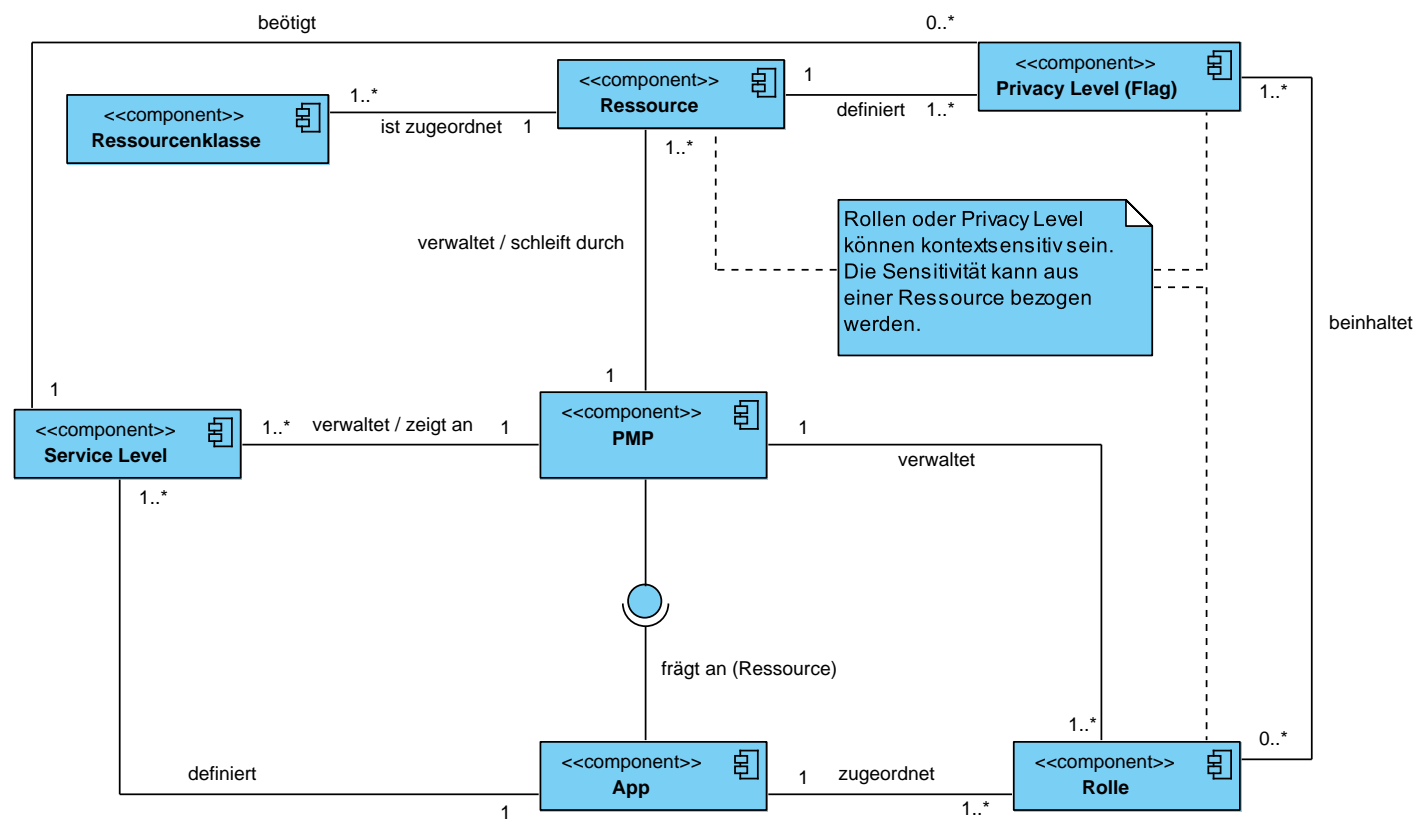 beötigt
0..*
<<component>>
Privacy Level (Flag)
<<component>>
Ressource
1
definiert
1..*
1..*
<<component>>
Ressourcenklasse
1..*
ist zugeordnet
1
1..*
Rollen oder Privacy Level
können kontextsensitiv sein.
Die Sensitivität kann aus
einer Ressource bezogen
werden.
verwaltet / schleift durch
beinhaltet
1
1
<<component>>
Service Level
1..*
verwaltet / zeigt an
1
<<component>>
PMP
1
verwaltet
1..*
frägt an (Ressource)
1..*
0..*
definiert
1
<<component>>
App
1
zugeordnet
1..*
<<component>>
Rolle